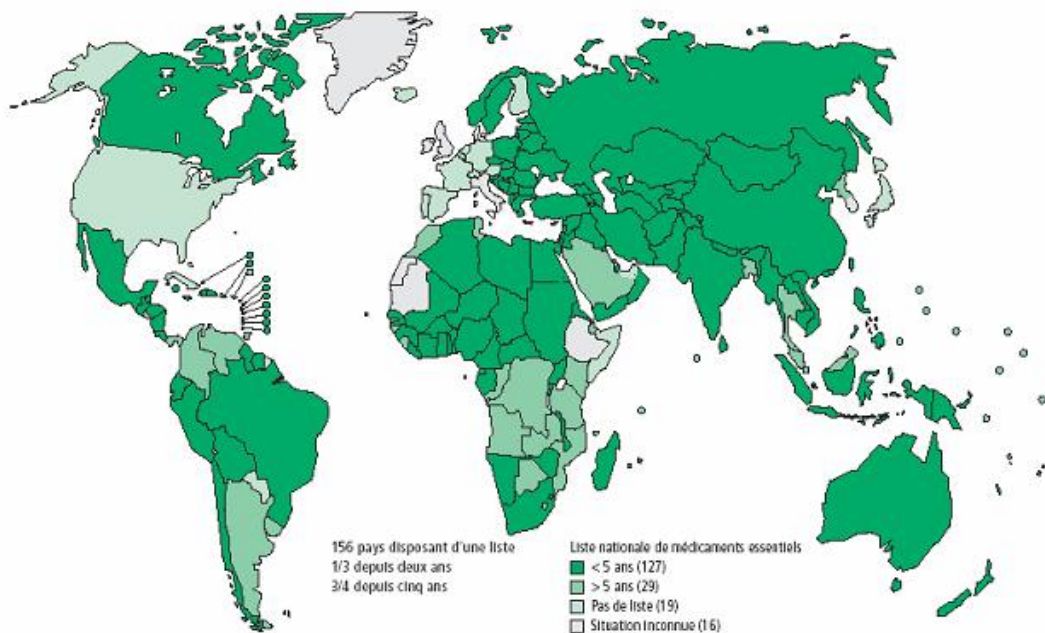 156 pays disposant d'une liste
1/3 depuis deux ans
3/4 depuis cinq ans
Liste nationale de médicaments essentiels
< 5 ans (127)
> 5 ans (29)
Pas de liste (19)
Situation inconnue (16)